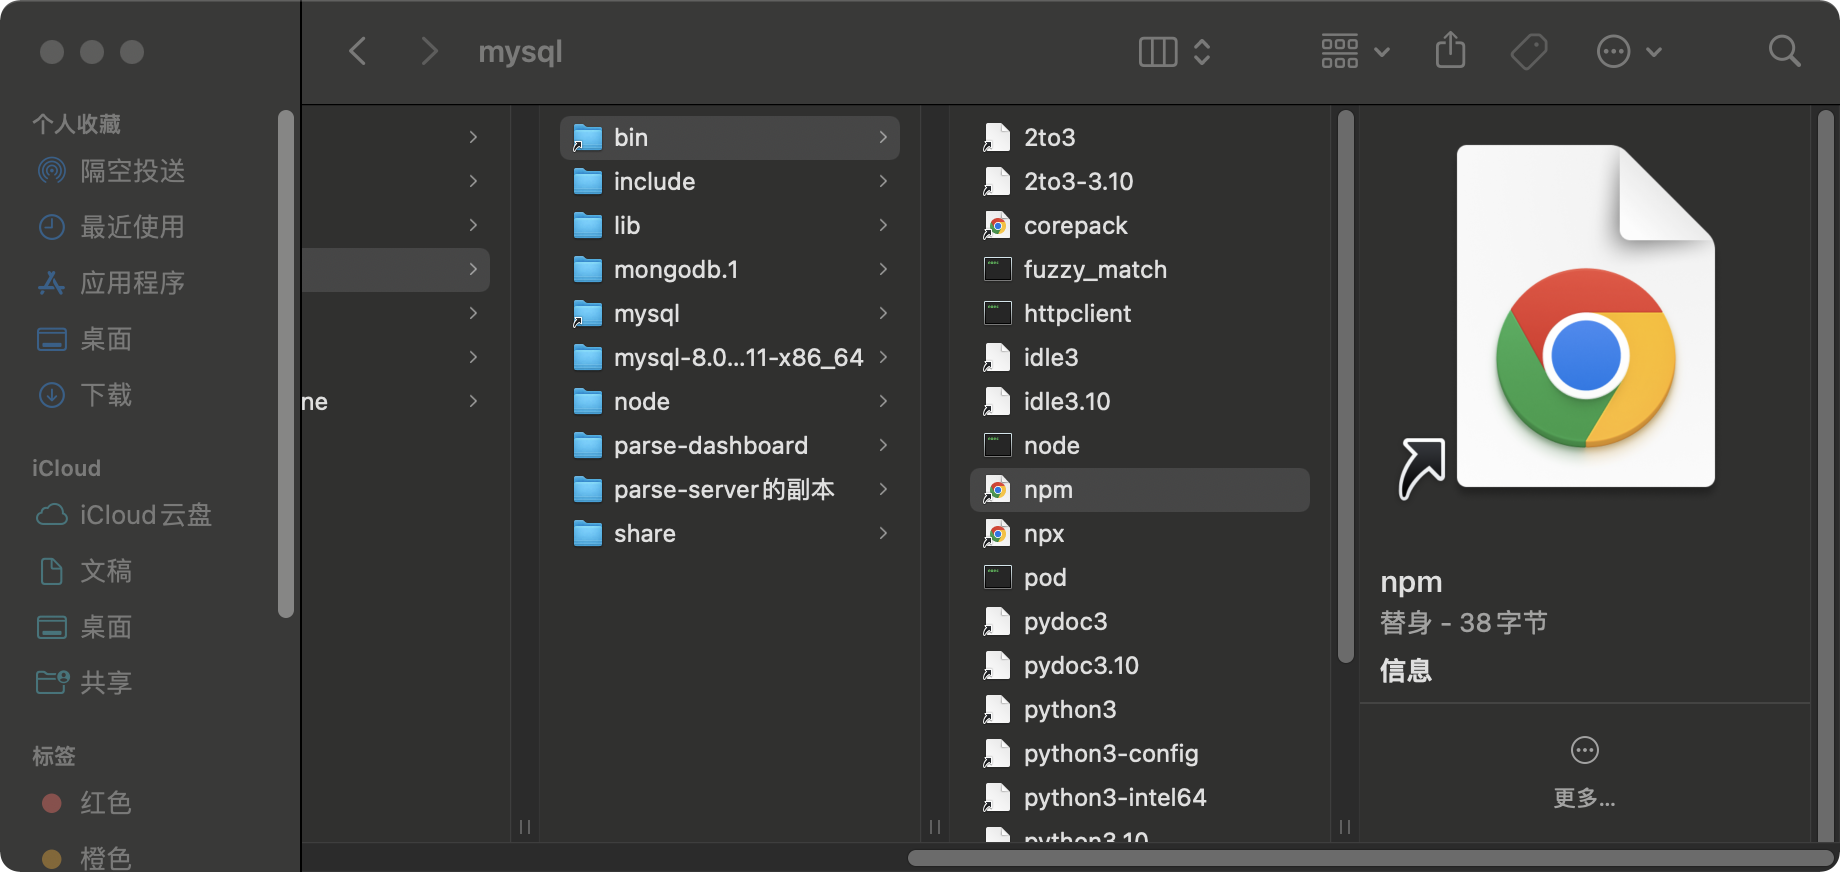 mysql
个人收藏
隔空投送
最近使用
应用程序
桌面
下载
iCloud
iCloud云盘
文稿
桌面
共享
标签
红色
橙色
ne
bin
include
lib
mongodb.1
mysql
mysql-8.0...11-x86_64
node
parse-dashboard
parse-server的副本
share
2to3
2to3-3.10
corepack
fuzzy_match
httpclient
idle3
idle3.10
node
npm
npx
pod
pydoc3
pydoc3.10
python3
python3-config
python3-intel64
python3.10
npm
替身 - 38字节
信息
更多...